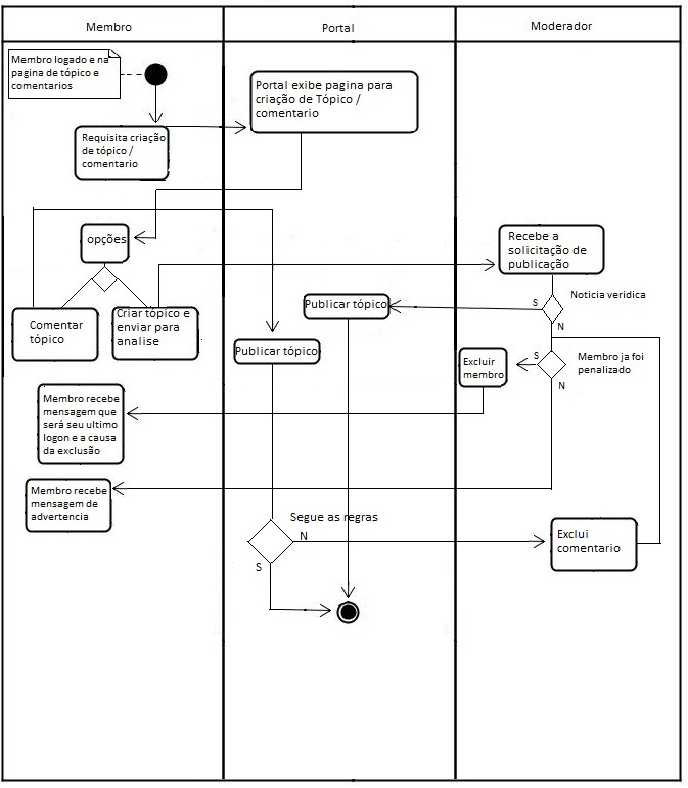 Membro
Portal
Moderador
Membro logado e na
pagina de tópico e
comentarios
Portal exibe pagina para
criação de Tópico /
comentario
Requisita criação
de tópico /
comentario
opções
Recebe a
solicitação de
publicação
Noticia veridica
S
N
Publicar tópico
Comentar
tópico
Criar tópico e
enviar para
analise
Publicar tópico
Excluir
membro
S
Membro ja foi
penalizado
N
Membro recebe
mensagem que
será seu ultimo
logon e a causa
da exclusão
Membro recebe
mensagem de
advertencia
Segue as regras
N
S
Exclui
comentario